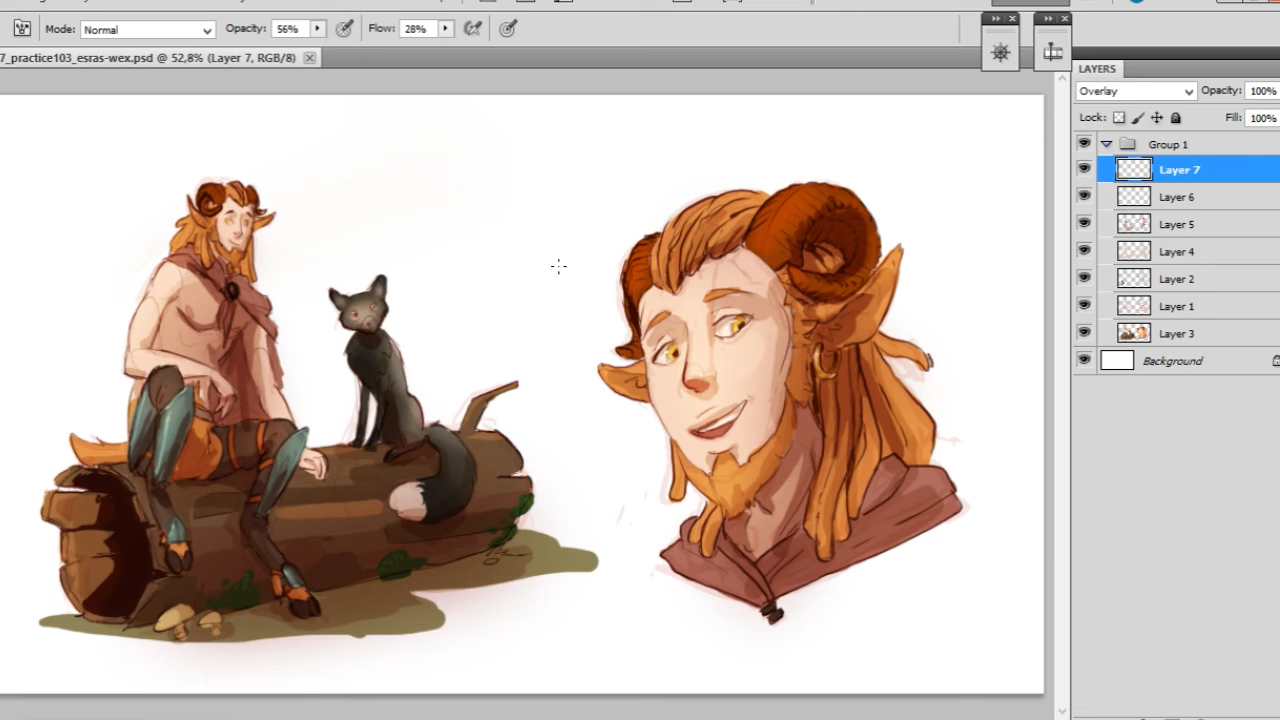 Mode: Normal Opacity: 56% Flow: 28%
7_practice103_esras-wex.psd @ 52,8% (Layer 7, RGB/8)
LAYERS
Overlay Opacity: 100%
Lock: Fill: 100%
Group 1
Layer 7
Layer 6
Layer 5
Layer 4
Layer 2
Layer 1
Layer 3
Background